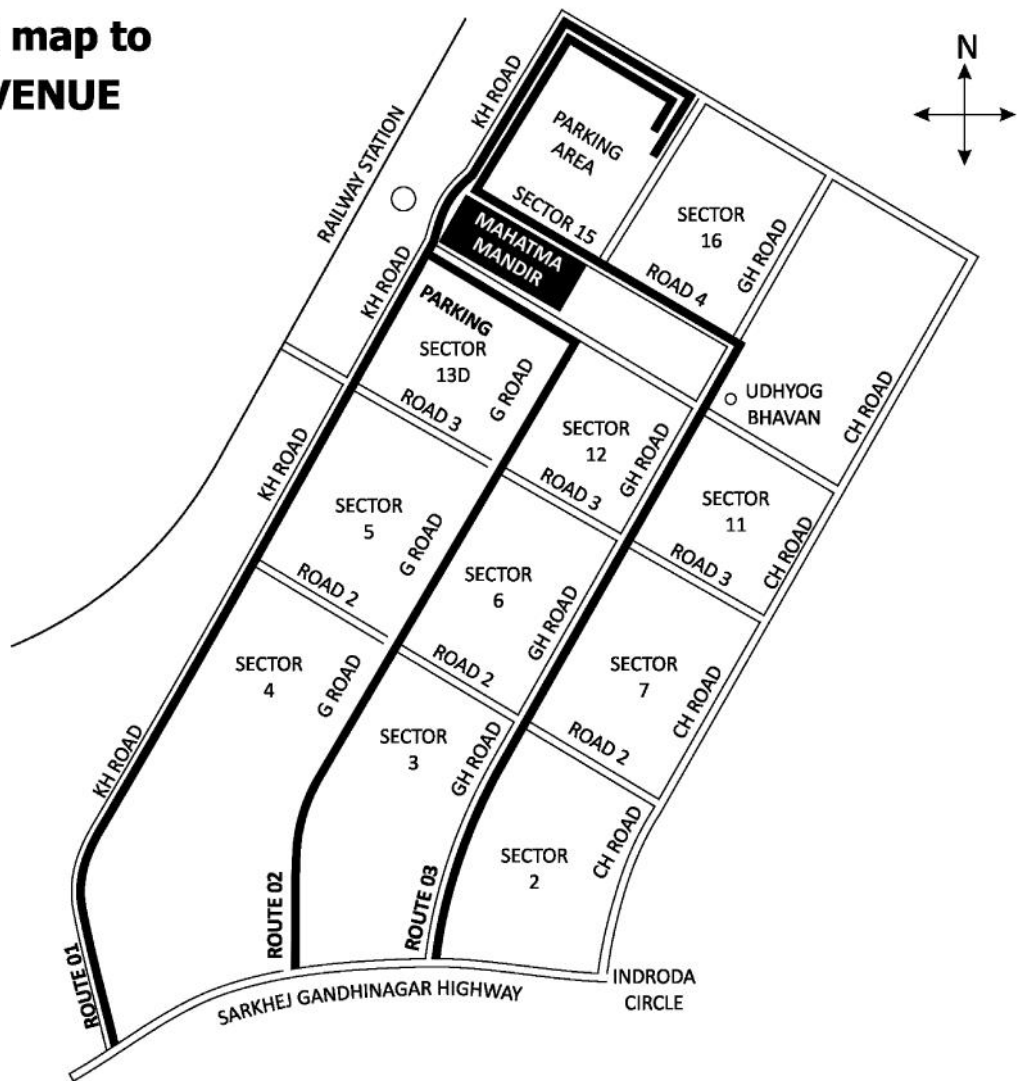 map to
VENUE
N
KH ROAD
RAILWAY STATION
PARKING
AREA
SECTOR 15
SECTOR
16
GH ROAD
MAHATMA
MANDIR
ROAD 4
KH ROAD
PARKING
SECTOR
13D
G ROAD
ROAD 3
UDHYOG
BHAVAN
CH ROAD
SECTOR
12
GH ROAD
ROAD 3
KH ROAD
SECTOR
5
G ROAD
ROAD 2
SECTOR
11
CH ROAD
ROAD 3
SECTOR
6
GH ROAD
ROAD 2
SECTOR
4
G ROAD
SECTOR
7
CH ROAD
ROAD 2
KH ROAD
SECTOR
3
GH ROAD
SECTOR
2
CH ROAD
ROUTE 01
ROUTE 02
ROUTE 03
SARKHEJ GANDHINAGAR HIGHWAY
INDRODA
CIRCLE